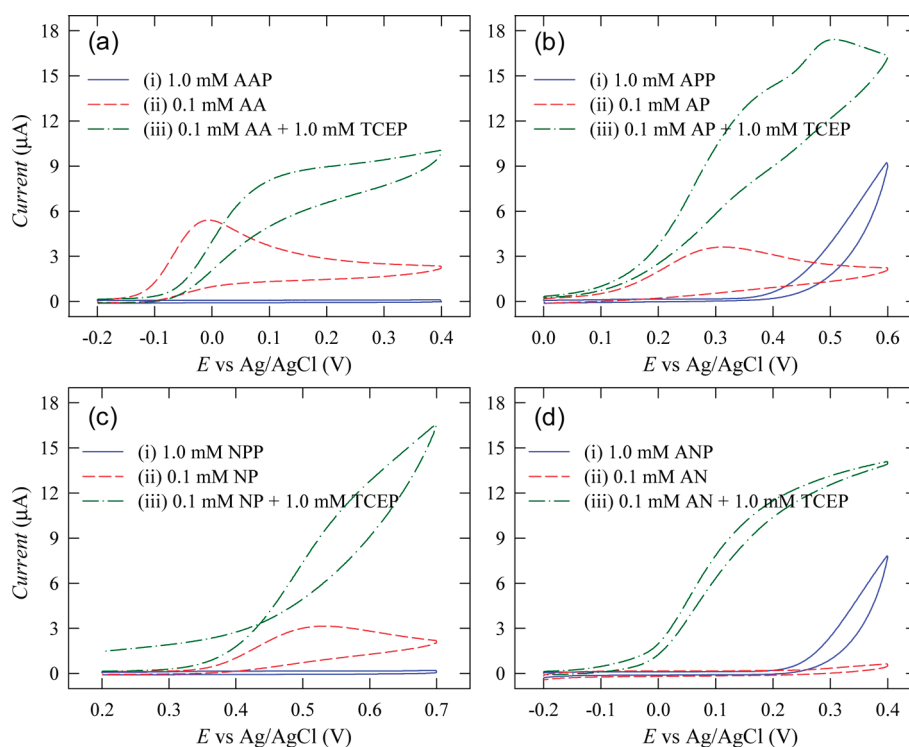 (a)
(i) 1.0 mM AAP
(ii) 0.1 mM AA
(iii) 0.1 mM AA + 1.0 mM TCEP
Current (μA)
18
15
12
9
6
3
0
-0.2 -0.1 0.0 0.1 0.2 0.3 0.4
E vs Ag/AgCl (V)
(b)
(i) 1.0 mM APP
(ii) 0.1 mM AP
(iii) 0.1 mM AP + 1.0 mM TCEP
18
15
12
9
6
3
0
0.0 0.1 0.2 0.3 0.4 0.5 0.6
E vs Ag/AgCl (V)
(c)
(i) 1.0 mM NPP
(ii) 0.1 mM NP
(iii) 0.1 mM NP + 1.0 mM TCEP
Current (μA)
18
15
12
9
6
3
0
0.2 0.3 0.4 0.5 0.6 0.7
E vs Ag/AgCl (V)
(d)
(i) 1.0 mM ANP
(ii) 0.1 mM AN
(iii) 0.1 mM AN + 1.0 mM TCEP
18
15
12
9
6
3
0
-0.2 -0.1 0.0 0.1 0.2 0.3 0.4
E vs Ag/AgCl (V)